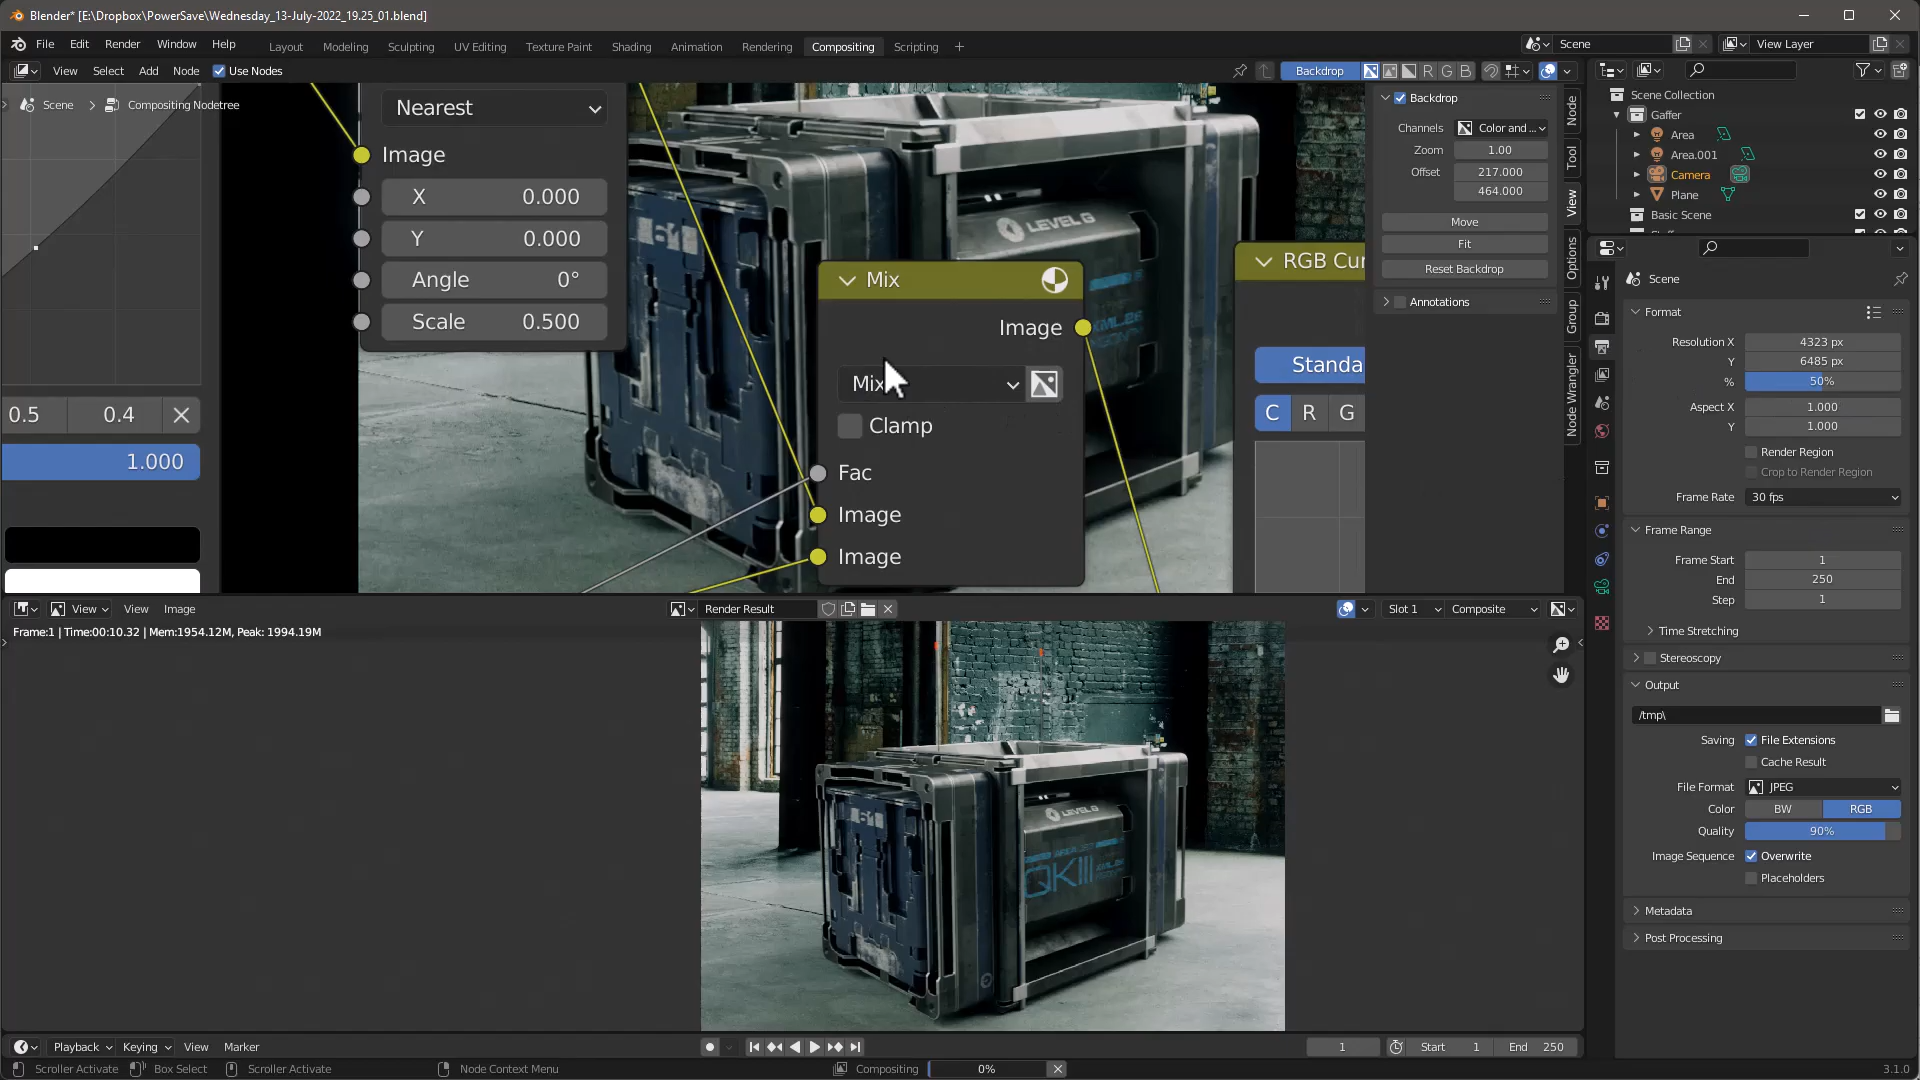 Blender* [E:\Dropbox\PowerSave\Wednesday_13-July-2022_19.25_01.blend]
File Edit Render Window Help
Layout Modeling Sculpting UV Editing Texture Paint Shading Animation Rendering Compositing Scripting +
Scene
View Layer
View Select Add Node Use Nodes
Backdrop
R G B
Scene > Compositing Nodetree
0.5 0.4
1.000
Nearest
Image
X 0.000
Y 0.000
Angle 0°
Scale 0.500
LEVEL G
Mix
Image
Mix
Clamp
Fac
Image
Image
RGB Cur
Standa
C R G
Backdrop
Channels Color and ...
Zoom 1.00
Offset 217.000
464.000
Move
Fit
Reset Backdrop
Annotations
Node
Tool
View
Options
Group
Node Wrangler
Scene Collection
Gaffer
Area
Area.001
Camera
Plane
Basic Scene
Scene
Format
Resolution X 4323 px
Y 6485 px
% 50%
Aspect X 1.000
Y 1.000
Render Region
Crop to Render Region
Frame Rate 30 fps
Frame Range
Frame Start 1
End 250
Step 1
Time Stretching
Stereoscopy
Output
/tmp\
Saving File Extensions
Cache Result
File Format JPEG
Color BW RGB
Quality 90%
Image Sequence Overwrite
Placeholders
Metadata
Post Processing
View View Image
Render Result
Slot 1 Composite
Frame:1 | Time:00:10.32 | Mem:1954.12M, Peak: 1994.19M
LEVEL G
QKIII
Playback Keying View Marker
1 Start 1 End 250
Scroller Activate Box Select Scroller Activate Node Context Menu
Compositing 0%
3.1.0